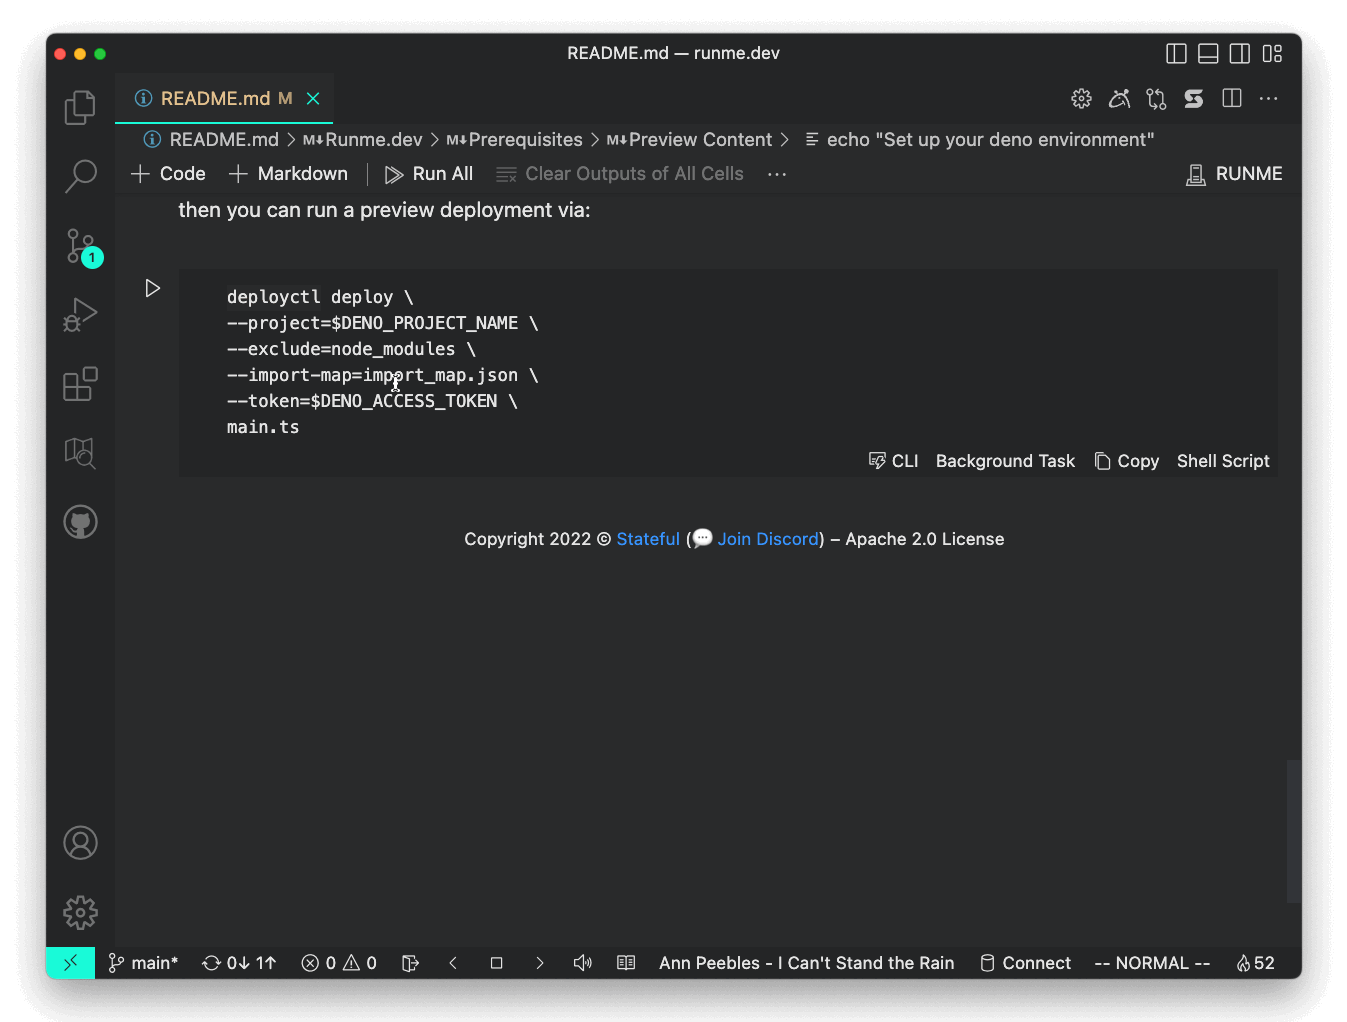 README.md — runme.dev
README.md M
README.md > M↓Runme.dev > M↓Prerequisites > M↓Preview Content > echo "Set up your deno environment"
+ Code + Markdown | Run All Clear Outputs of All Cells ··· RUNME
then you can run a preview deployment via:
1
deployctl deploy \
--project=$DENO_PROJECT_NAME \
--exclude=node_modules \
--import-map=import_map.json \
--token=$DENO_ACCESS_TOKEN \
main.ts
CLI Background Task Copy Shell Script
Copyright 2022 © Stateful (💬 Join Discord) – Apache 2.0 License
main* 0↓ 1↑ 0 0 Ann Peebles - I Can't Stand the Rain Connect -- NORMAL -- 52